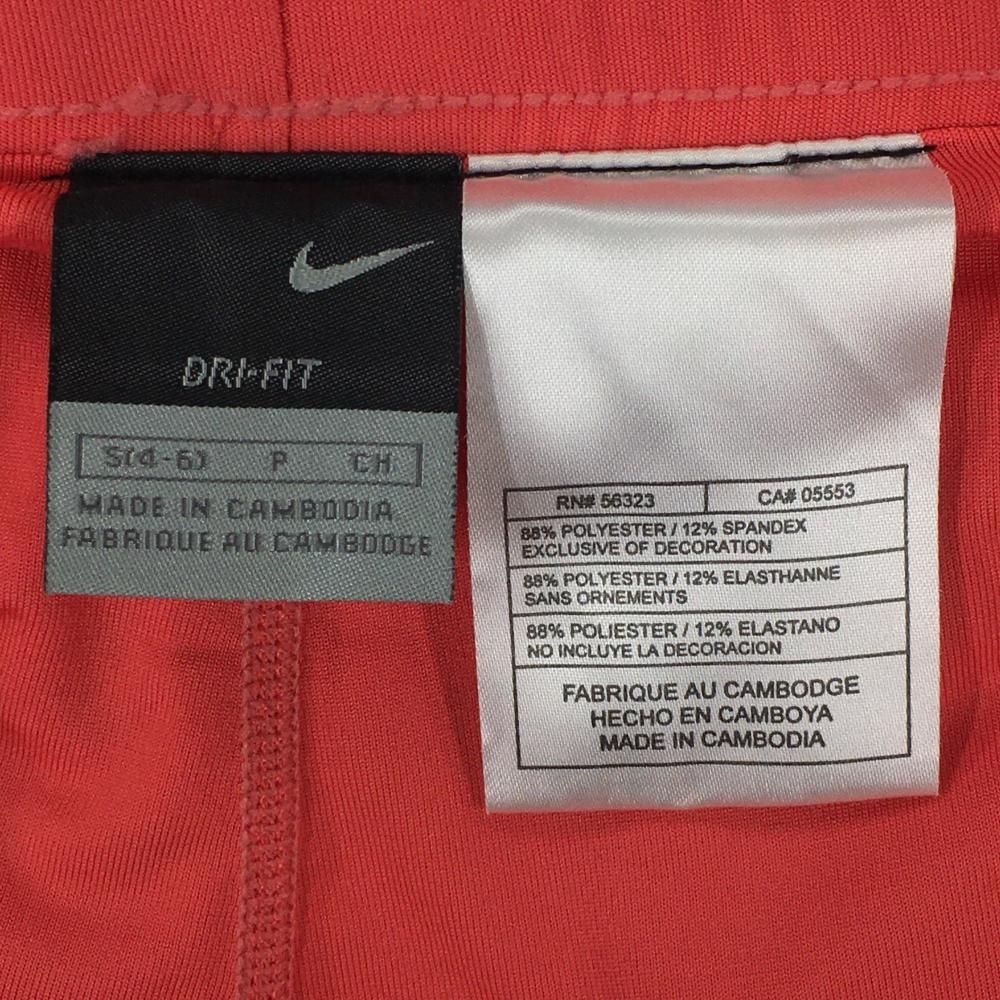 DRI-FIT
S(4-6) P CH
MADE IN CAMBODIA
FABRIQUE AU CAMBODGE
RN# 56323 CA# 05553
88% POLYESTER / 12% SPANDEX
EXCLUSIVE OF DECORATION
88% POLYESTER / 12% ELASTHANNE
SANS ORNEMENTS
88% POLIESTER / 12% ELASTANO
NO INCLUYE LA DECORACION
FABRIQUE AU CAMBODGE
HECHO EN CAMBOYA
MADE IN CAMBODIA